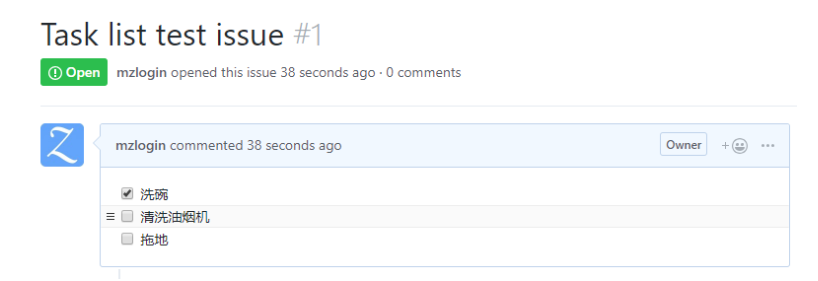 Task list test issue #1
Open mzlogin opened this issue 38 seconds ago · 0 comments
Z
mzlogin commented 38 seconds ago Owner
洗碗
清洗油烟机
拖地